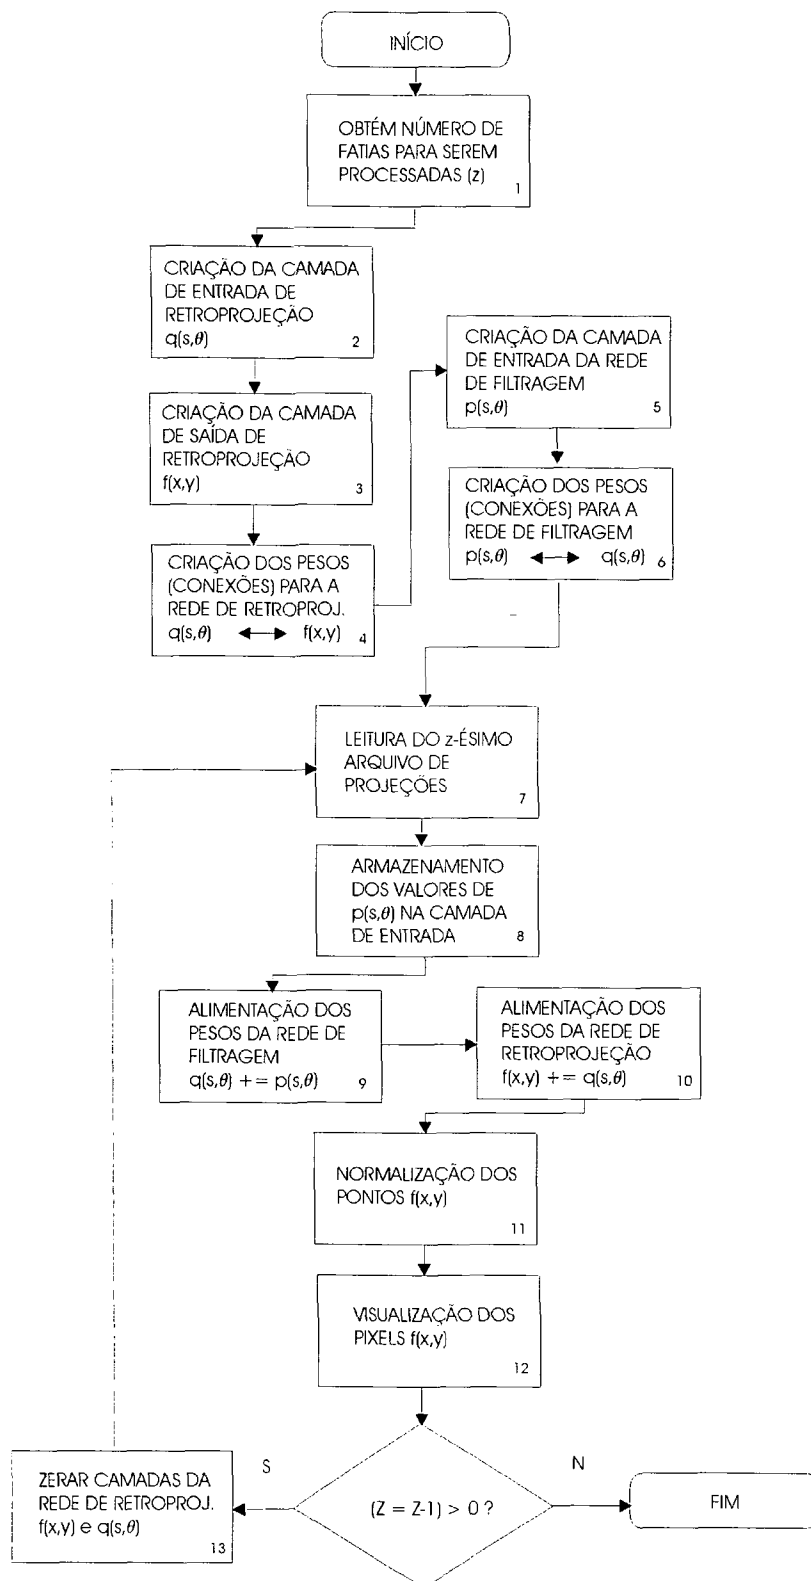 INÍCIO
OBTÉM NÚMERO DE
FATIAS PARA SEREM
PROCESSADAS (z)
1
CRIAÇÃO DA CAMADA
DE ENTRADA DE
RETROPROJEÇÃO
q(s,θ)
2
CRIAÇÃO DA CAMADA
DE SAÍDA DE
RETROPROJEÇÃO
f(x,y)
3
CRIAÇÃO DOS PESOS
(CONEXÕES) PARA A
REDE DE RETROPROJ.
q(s,θ) ↔ f(x,y)
4
CRIAÇÃO DA CAMADA
DE ENTRADA DA REDE
DE FILTRAGEM
p(s,θ)
5
CRIAÇÃO DOS PESOS
(CONEXÕES) PARA A
REDE DE FILTRAGEM
p(s,θ) ↔ q(s,θ)
6
LEITURA DO z-ÉSIMO
ARQUIVO DE
PROJEÇÕES
7
ARMAZENAMENTO
DOS VALORES DE
p(s,θ) NA CAMADA
DE ENTRADA
8
ALIMENTAÇÃO DOS
PESOS DA REDE DE
FILTRAGEM
q(s,θ) += p(s,θ)
9
ALIMENTAÇÃO DOS
PESOS DA REDE DE
RETROPROJEÇÃO
f(x,y) += q(s,θ)
10
NORMALIZAÇÃO DOS
PONTOS f(x,y)
11
VISUALIZAÇÃO DOS
PIXELS f(x,y)
12
(Z = Z-1) > 0 ?
S
N
ZERAR CAMADAS DA
REDE DE RETROPROJ.
f(x,y) e q(s,θ)
13
FIM